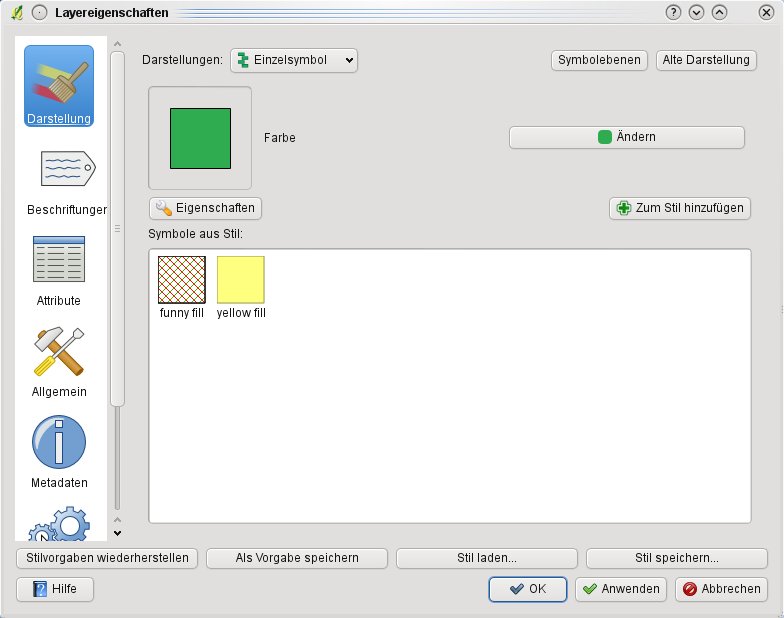 Layereigenschaften
Darstellung
Beschriftunger
Attribute
Allgemein
Metadaten
Darstellungen: Einzelsymbol Symbolebenen Alte Darstellung
Farbe Ändern
Eigenschaften Zum Stil hinzufügen
Symbole aus Stil:
funny fill yellow fill
Stilvorgaben wiederherstellen Als Vorgabe speichern Stil laden... Stil speichern...
Hilfe OK Anwenden Abbrechen